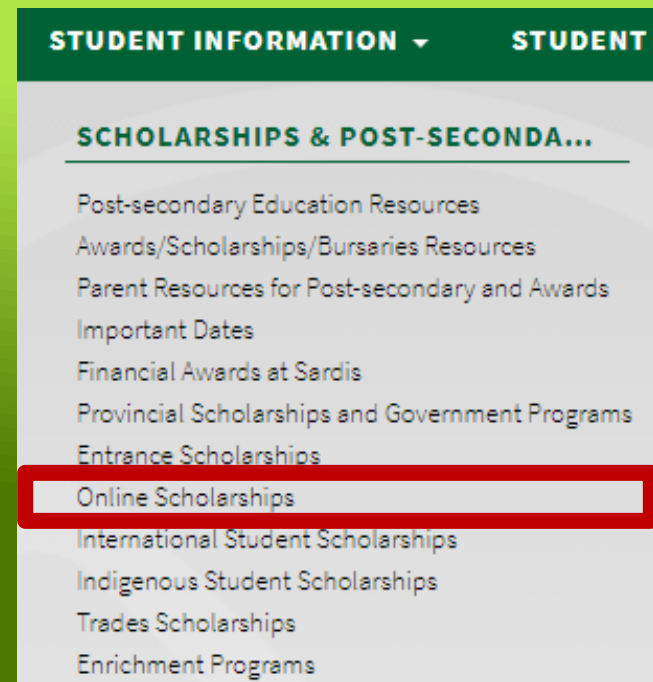 STUDENT INFORMATION STUDENT
SCHOLARSHIPS & POST-SECONDA...
Post-secondary Education Resources
Awards/Scholarships/Bursaries Resources
Parent Resources for Post-secondary and Awards
Important Dates
Financial Awards at Sardis
Provincial Scholarships and Government Programs
Entrance Scholarships
Online Scholarships
International Student Scholarships
Indigenous Student Scholarships
Trades Scholarships
Enrichment Programs